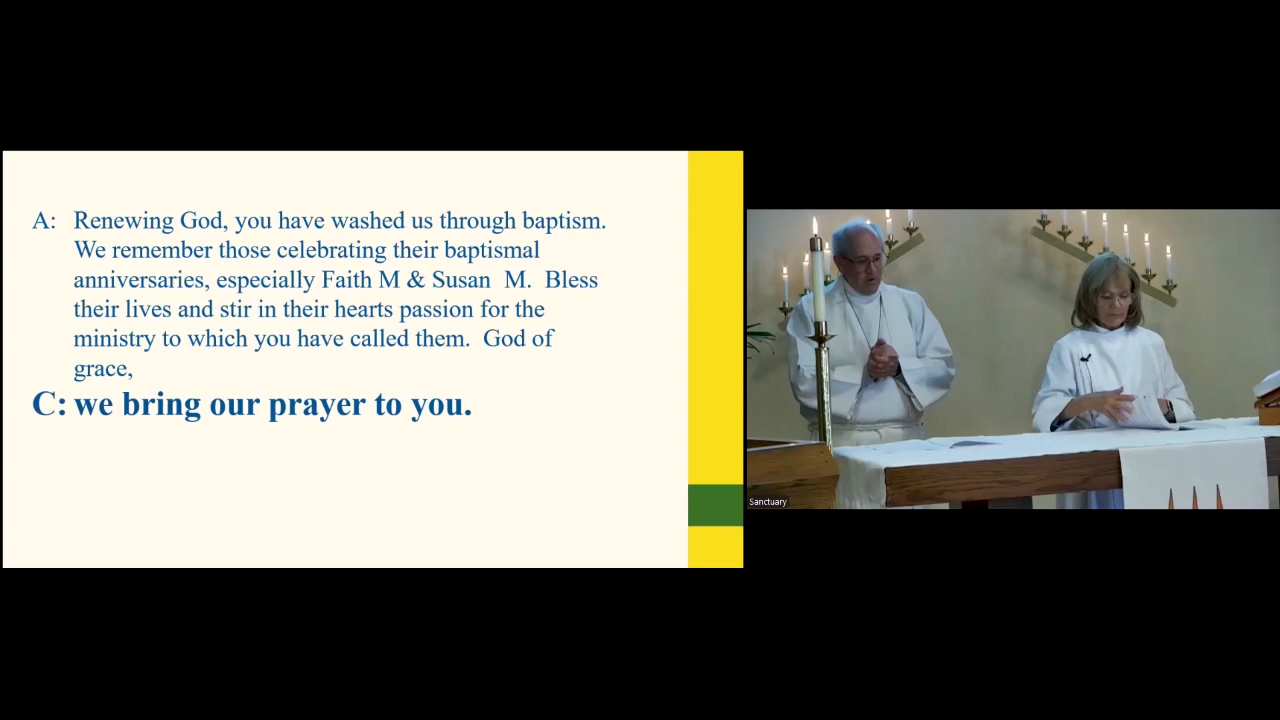 A: Renewing God, you have washed us through baptism.
We remember those celebrating their baptismal
anniversaries, especially Faith M & Susan  M.  Bless
their lives and stir in their hearts passion for the
ministry to which you have called them.  God of
grace,
C: we bring our prayer to you.
Sanctuary